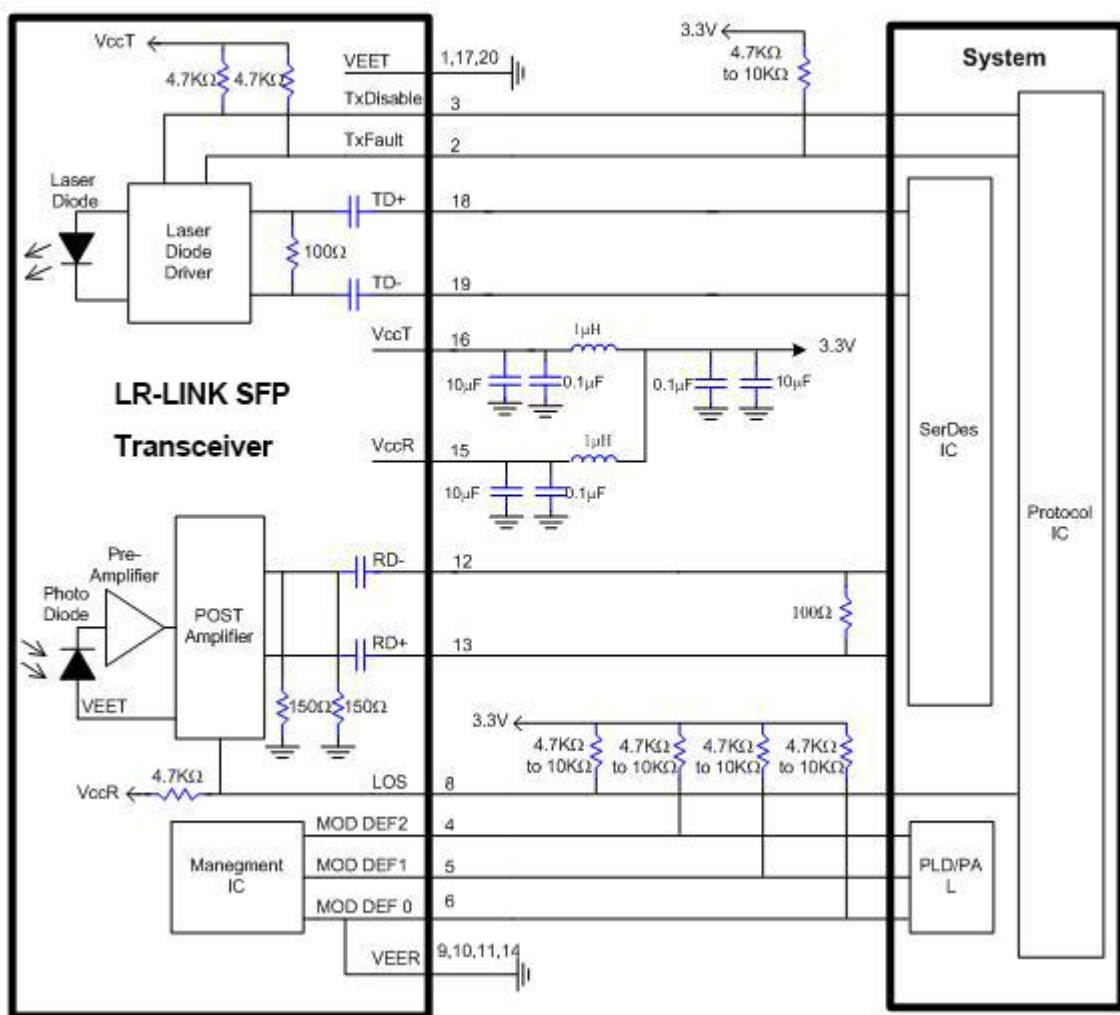 VccT
4.7KΩ 4.7KΩ
VEET 1,17,20
TxDisable 3
TxFault 2
3.3V
4.7KΩ
to 10KΩ
System
Laser
Diode
Laser
Diode
Driver
100Ω
TD+ 18
TD- 19
VccT 16
1μH
3.3V
10μF 0.1μF 0.1μF 10μF
LR-LINK SFP
Transceiver
VccR 15
1μH
10μF 0.1μF
SerDes
IC
Protocol
IC
Pre-
Amplifier
Photo
Diode
POST
Amplifier
VEET
RD- 12
RD+ 13
100Ω
150Ω 150Ω
3.3V
4.7KΩ 4.7KΩ 4.7KΩ 4.7KΩ
to 10KΩ to 10KΩ to 10KΩ to 10KΩ
VccR
4.7KΩ
LOS 8
MOD DEF2 4
MOD DEF1 5
MOD DEF 0 6
Manegment
IC
PLD/PA
L
VEER 9,10,11,14